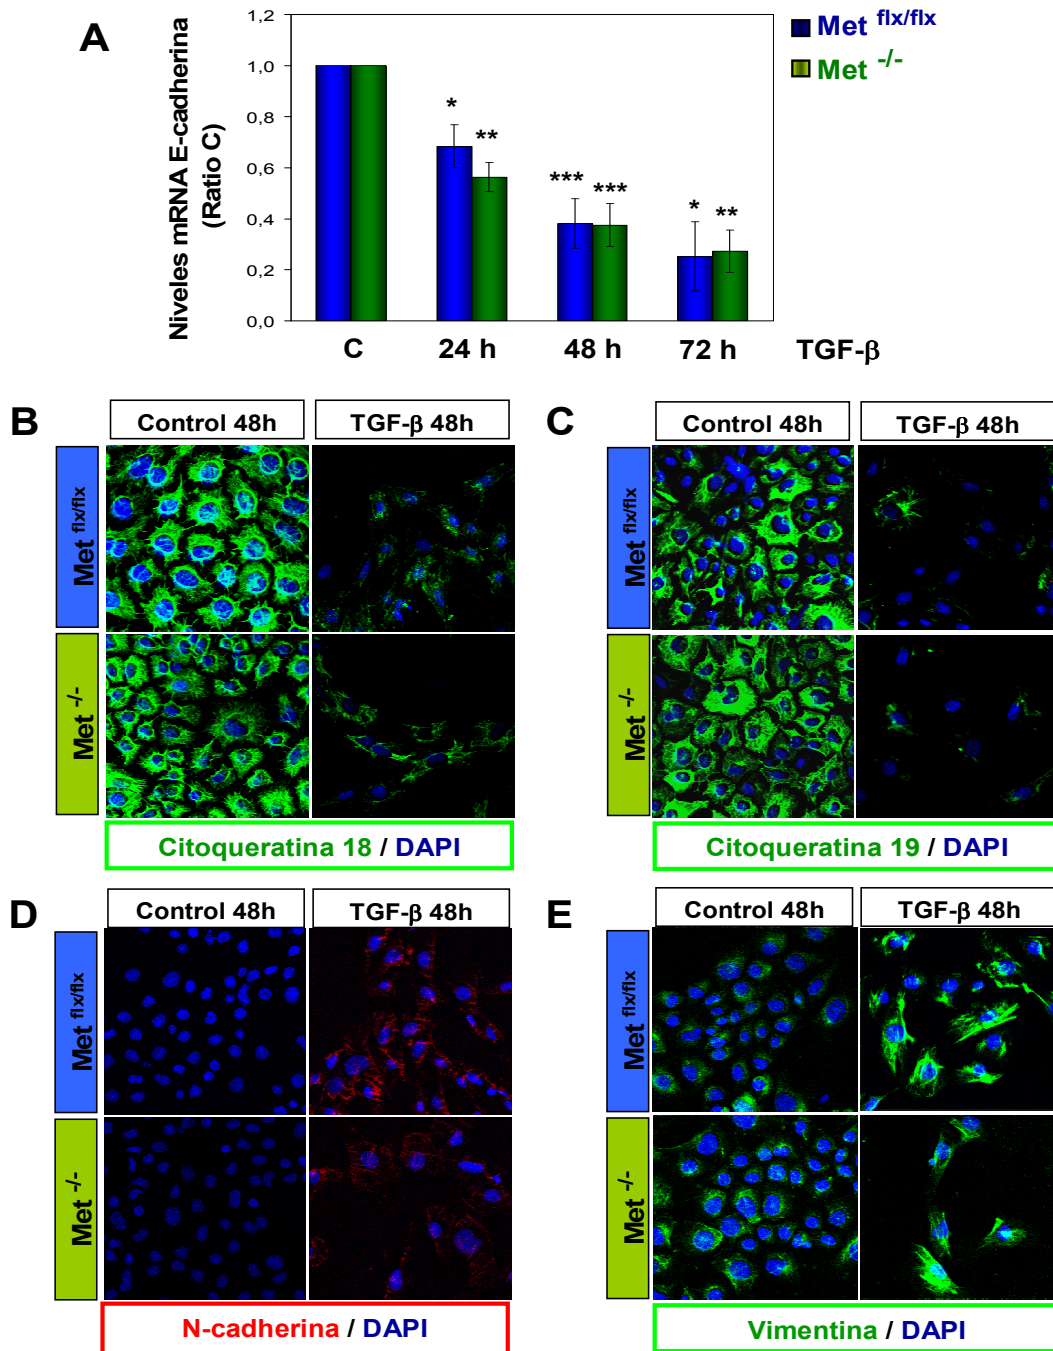 A
Niveles mRNA E-cadherina
(Ratio C)
1,2
1,0
0,8
0,6
0,4
0,2
0,0
* ** *** *** * **
C 24 h 48 h 72 h TGF-β
Met flx/flx
Met -/-
B
Control 48h TGF-β 48h
Met flx/flx
Met -/-
Citoqueratina 18 / DAPI
C
Control 48h TGF-β 48h
Met flx/flx
Met -/-
Citoqueratina 19 / DAPI
D
Control 48h TGF-β 48h
Met flx/flx
Met -/-
N-cadherina / DAPI
E
Control 48h TGF-β 48h
Met flx/flx
Met -/-
Vimentina / DAPI